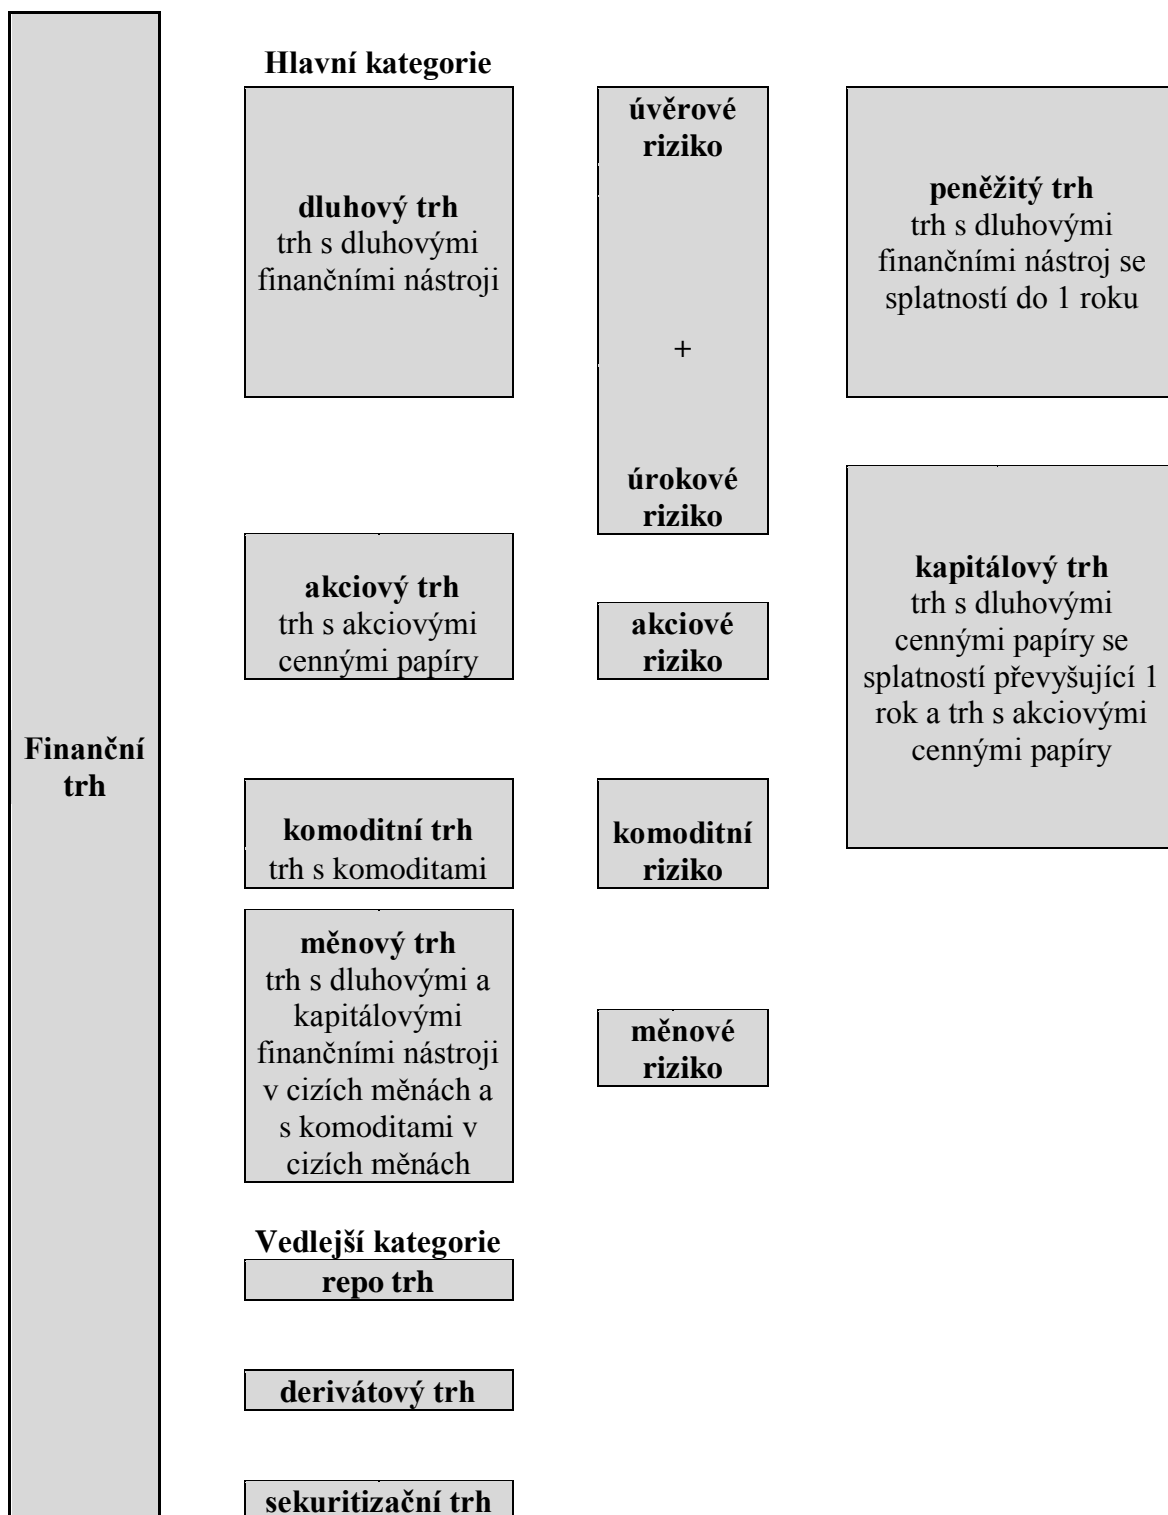 Hlavní kategorie
dluhový trh
trh s dluhovými
finančními nástroji
úvěrové
riziko
+
úrokové
riziko
peněžitý trh
trh s dluhovými
finančními nástroj se
splatností do 1 roku
akciový trh
trh s akciovými
cennými papíry
akciové
riziko
kapitálový trh
trh s dluhovými
cennými papíry se
splatností převyšující 1
rok a trh s akciovými
cennými papíry
Finanční
trh
komoditní trh
trh s komoditami
komoditní
riziko
měnový trh
trh s dluhovými a
kapitálovými
finančními nástroji
v cizích měnách a
s komoditami v
cizích měnách
měnové
riziko
Vedlejší kategorie
repo trh
derivátový trh
sekuritizační trh